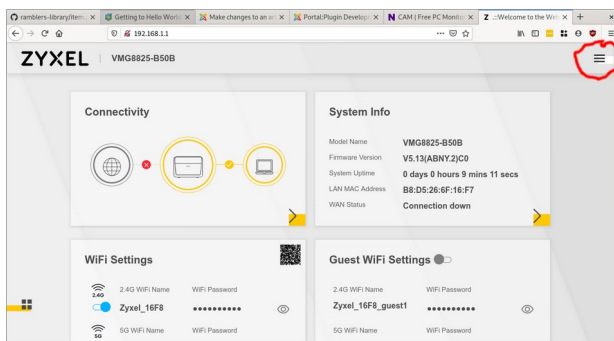 ramblers-library/item
Getting to Hello Worl
Make changes to an ar
Portal:Plugin Develop
CAM | Free PC Monito
.::Welcome to the We
192.168.1.1
ZYXEL VMG8825-B50B
Connectivity
System Info
Model Name VMG8825-B50B
Firmware Version V5.13(ABNY.2)C0
System Uptime 0 days 0 hours 9 mins 11 secs
LAN MAC Address B8:D5:26:6F:16:F7
WAN Status Connection down
WiFi Settings
2.4G
2.4G WiFi Name WiFi Password
Zyxel_16F8 ●●●●●●●●●●
5G
5G WiFi Name WiFi Password
Guest WiFi Settings
2.4G WiFi Name WiFi Password
Zyxel_16F8_guest1 ●●●●●●●●●●
5G WiFi Name WiFi Password